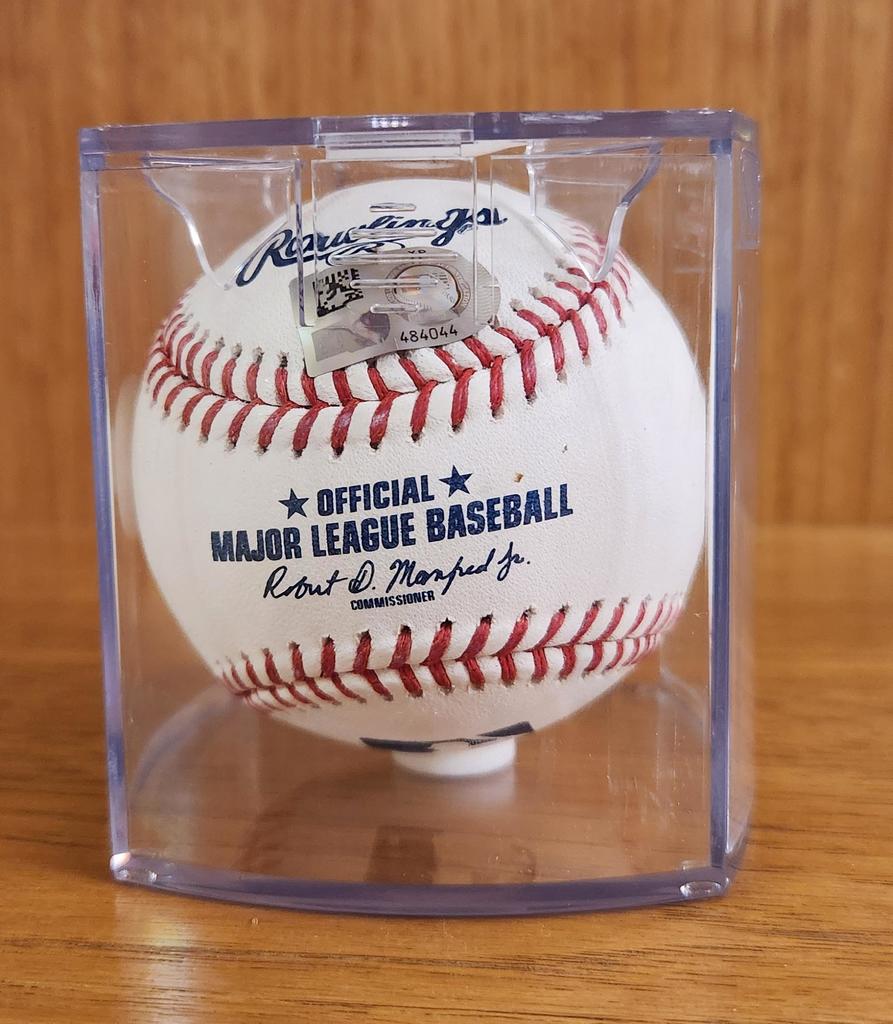 Rawlings
484044
OFFICIAL
MAJOR LEAGUE BASEBALL
Robert D. Manfred Jr.
COMMISSIONER